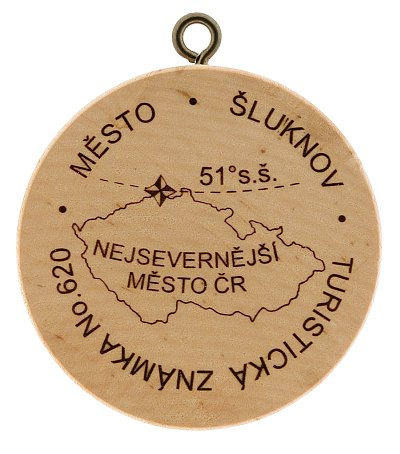 MĚSTO • ŠLUKNOV
51°s.š.
NEJSEVERNĚJŠÍ
MĚSTO ČR
• TURISTICKÁ ZNÁMKA No.620 •